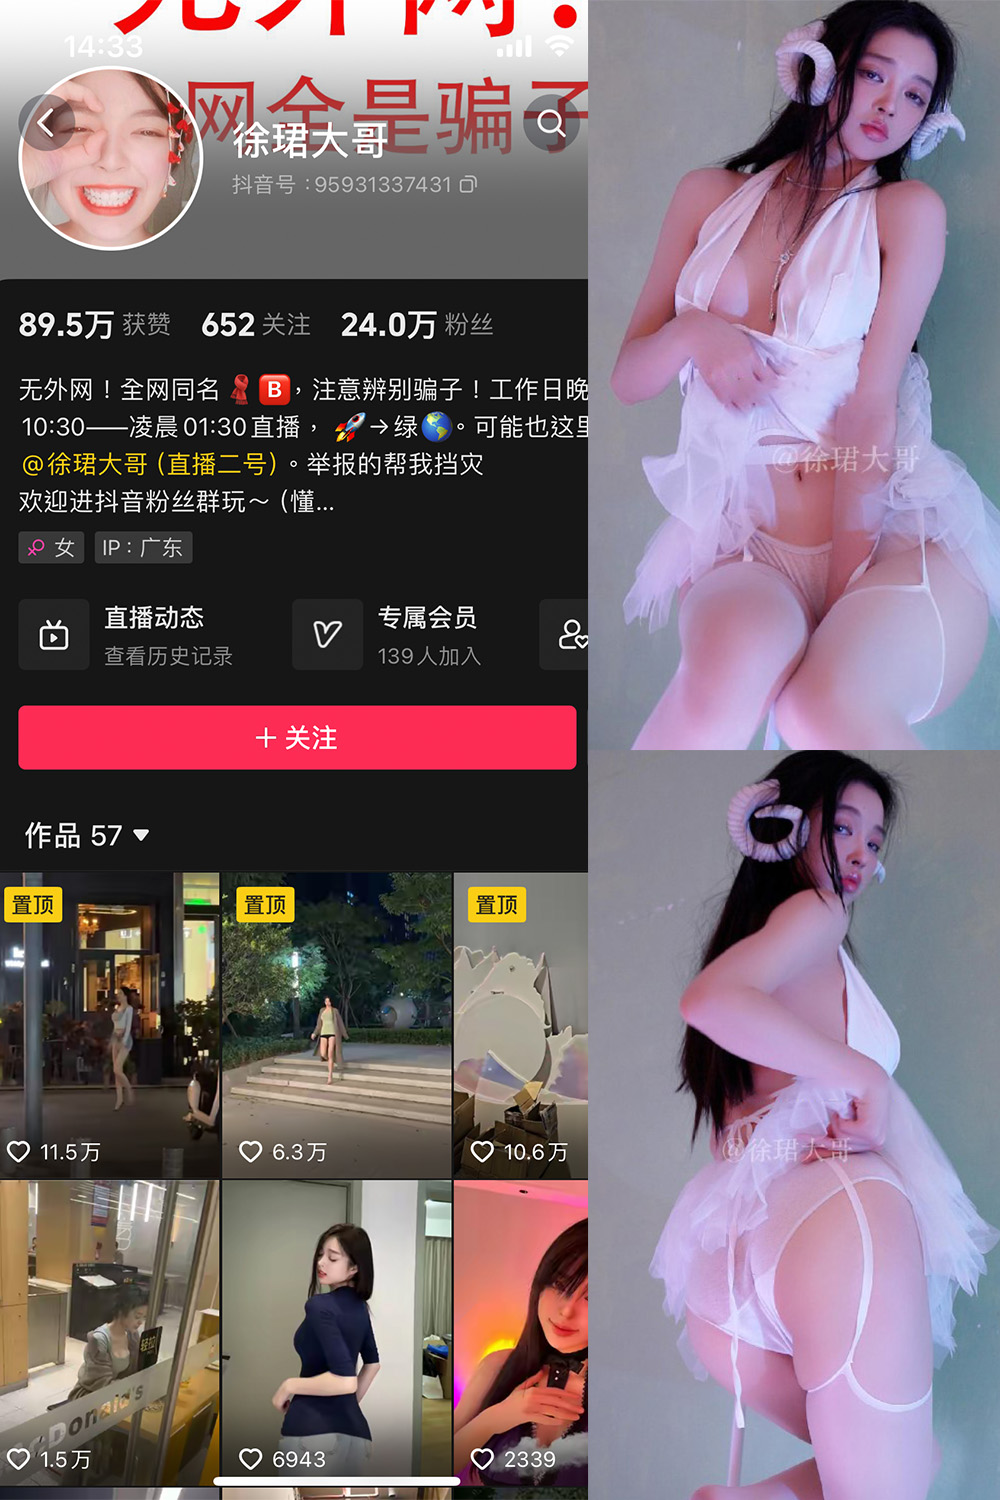 无外网！
14:33
网全是骗子
徐珺大哥
抖音号：95931337431
89.5万 获赞 652 关注 24.0万 粉丝
无外网！全网同名🧣🅱️，注意辨别骗子！工作日晚
10:30——凌晨01:30直播，🚀→绿🌎。可能也这里
@徐珺大哥（直播二号）。举报的帮我挡灾
欢迎进抖音粉丝群玩～（懂...
女 IP：广东
直播动态 专属会员
查看历史记录 139人加入
＋关注
作品 57
置顶 置顶 置顶
11.5万 6.3万 10.6万
轻松
McDonald's
1.5万 6943 2339
@徐珺大哥
@徐珺大哥